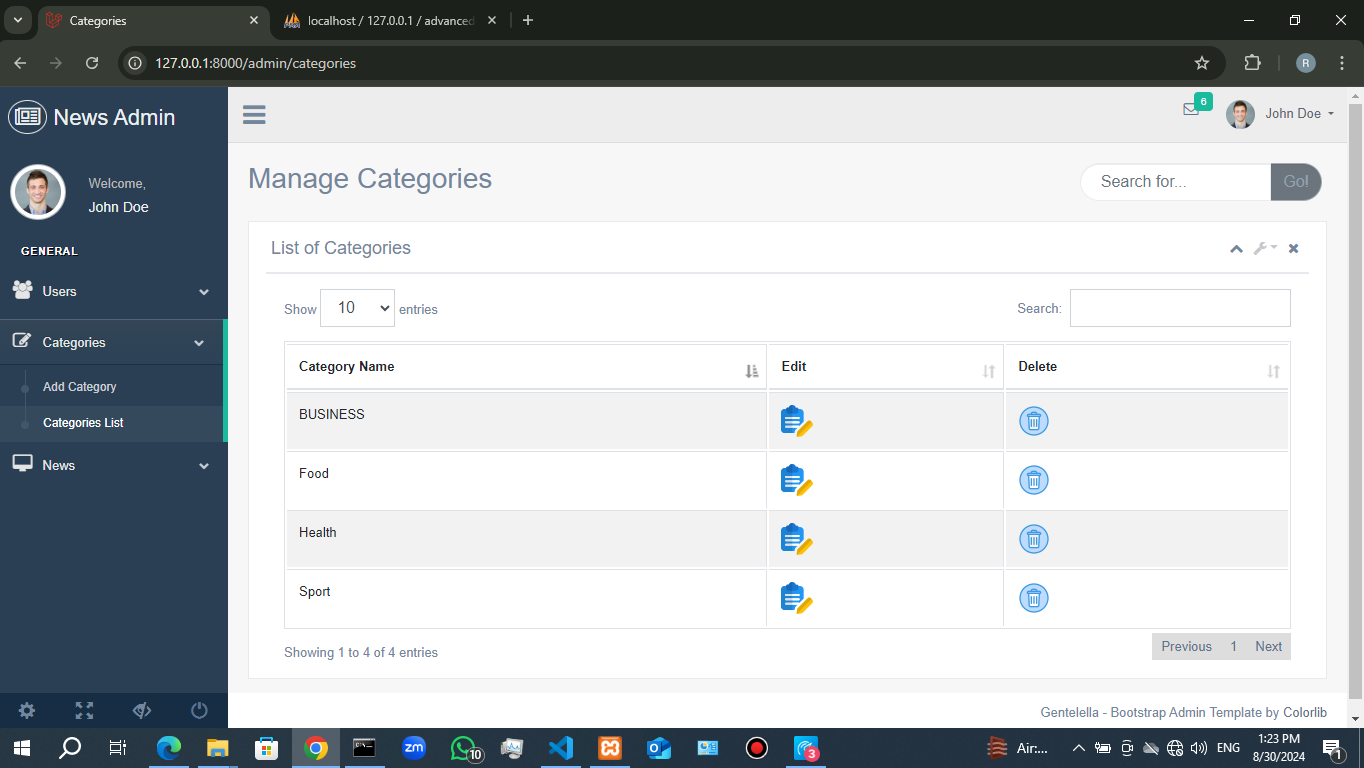 Categories
localhost / 127.0.0.1 / advanced
127.0.0.1:8000/admin/categories
R
News Admin
6
John Doe
Welcome,
John Doe
Manage Categories
Search for...
Go!
GENERAL
List of Categories
Users
Show 10 entries
Search:
Categories
Category Name
Edit
Delete
Add Category
BUSINESS
Categories List
News
Food
Health
Sport
Showing 1 to 4 of 4 entries
Previous 1 Next
Gentelella - Bootstrap Admin Template by Colorlib
zm
10
3
Air:...
ENG
1:23 PM
8/30/2024
1